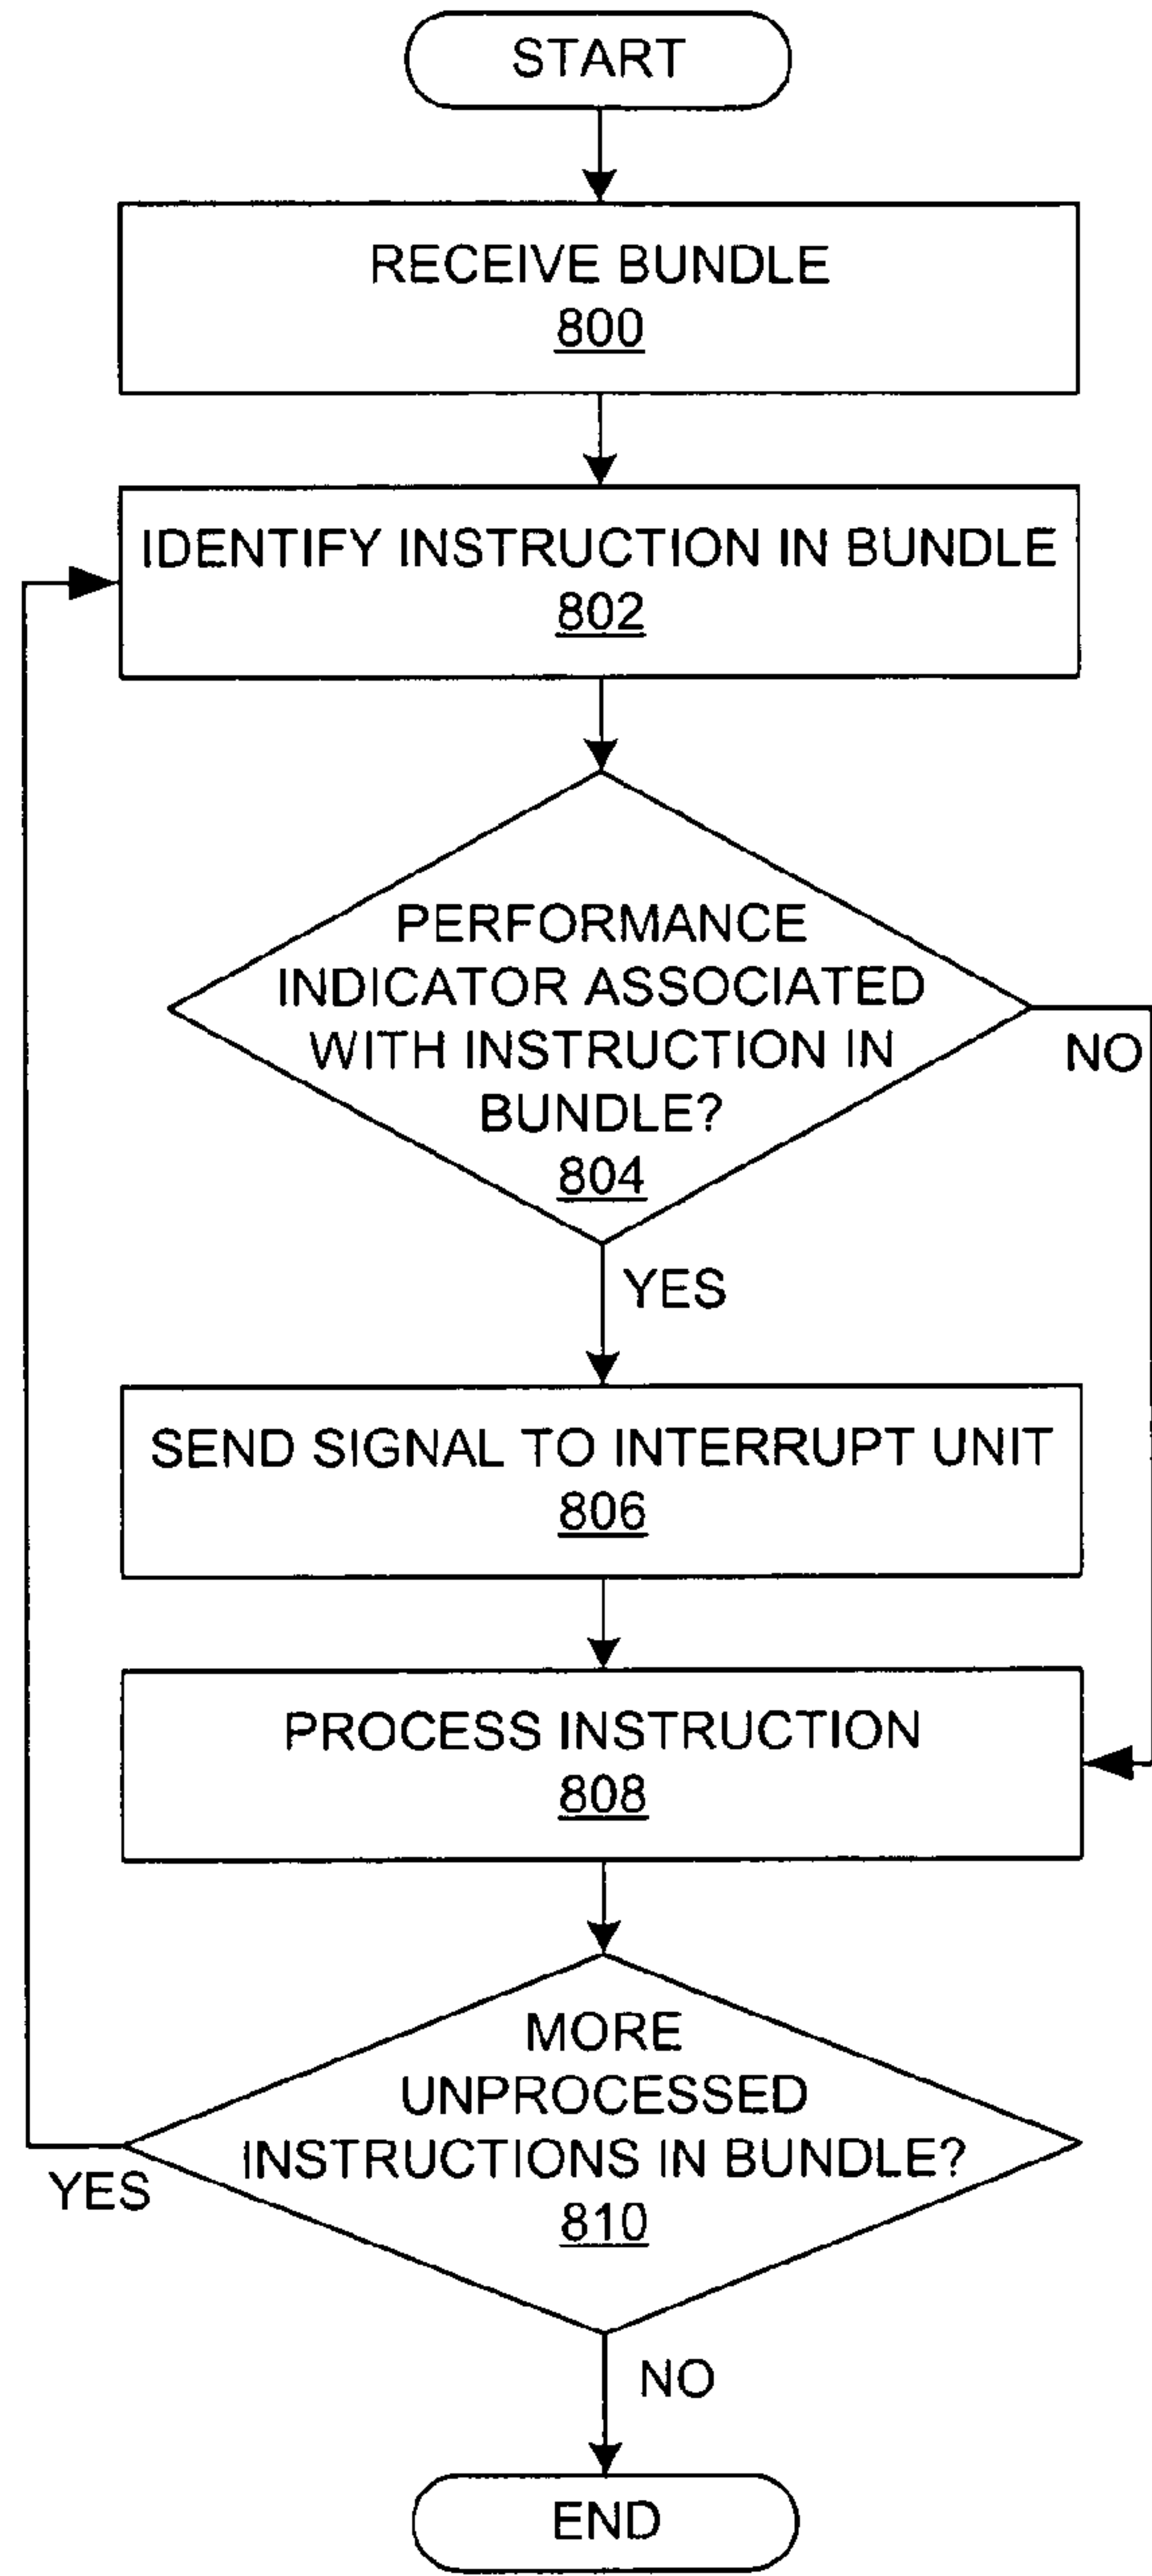 START
RECEIVE BUNDLE
800
IDENTIFY INSTRUCTION IN BUNDLE
802
PERFORMANCE
INDICATOR ASSOCIATED
WITH INSTRUCTION IN
BUNDLE?
804
NO
YES
SEND SIGNAL TO INTERRUPT UNIT
806
PROCESS INSTRUCTION
808
MORE
UNPROCESSED
INSTRUCTIONS IN BUNDLE?
810
YES
NO
END